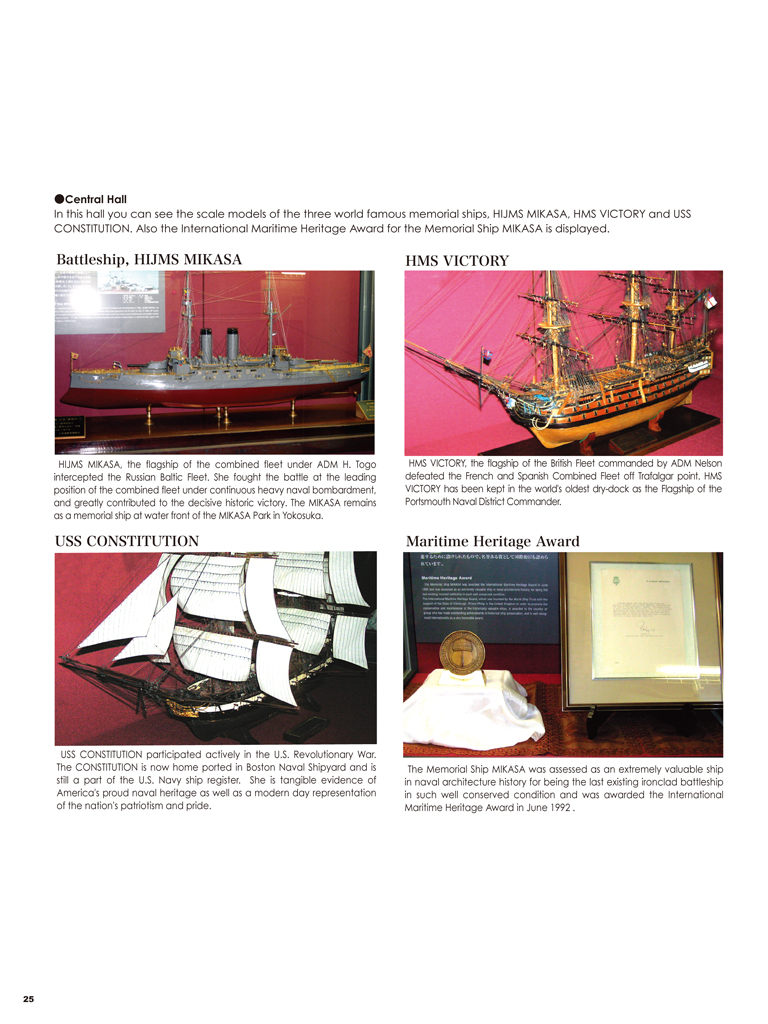 ●Central Hall
In this hall you can see the scale models of the three world famous memorial ships, HIJMS MIKASA, HMS VICTORY and USS
CONSTITUTION. Also the International Maritime Heritage Award for the Memorial Ship MIKASA is displayed.
Battleship, HIJMS MIKASA
HIJMS MIKASA, the flagship of the combined fleet under ADM H. Togo
intercepted the Russian Baltic Fleet. She fought the battle at the leading
position of the combined fleet under continuous heavy naval bombardment,
and greatly contributed to the decisive historic victory. The MIKASA remains
as a memorial ship at water front of the MIKASA Park in Yokosuka.
HMS VICTORY
HMS VICTORY, the flagship of the British Fleet commanded by ADM Nelson
defeated the French and Spanish Combined Fleet off Trafalgar point. HMS
VICTORY has been kept in the world's oldest dry-dock as the Flagship of the
Portsmouth Naval District Commander.
USS CONSTITUTION
USS CONSTITUTION participated actively in the U.S. Revolutionary War.
The CONSTITUTION is now home ported in Boston Naval Shipyard and is
still a part of the U.S. Navy ship register. She is tangible evidence of
America's proud naval heritage as well as a modern day representation
of the nation's patriotism and pride.
Maritime Heritage Award
れています。
Maritime Heritage Award
The Memorial Ship MIKASA was assessed as an extremely valuable ship
in naval architecture history for being the last existing ironclad battleship
in such well conserved condition and was awarded the International
Maritime Heritage Award in June 1992 .
25